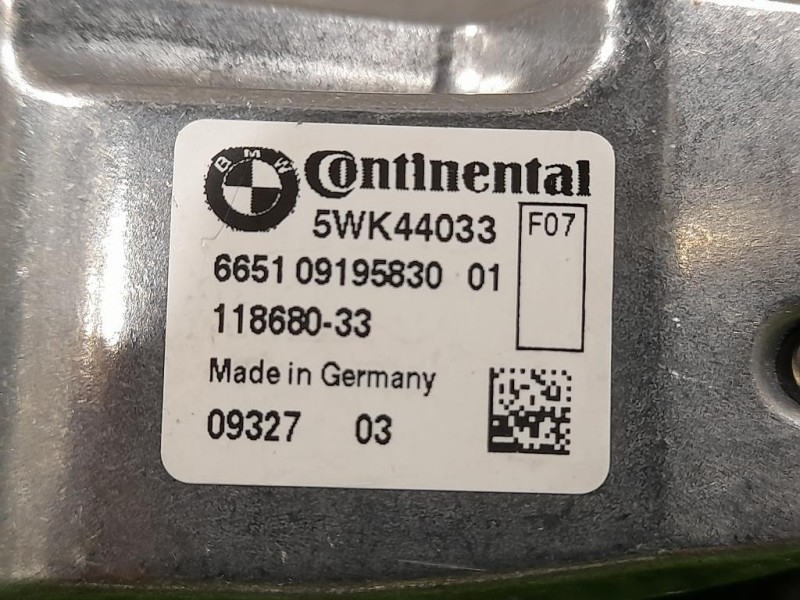 BMW Continental
5WK44033 F07
6651 09195830 01
118680-33
Made in Germany
09327 03